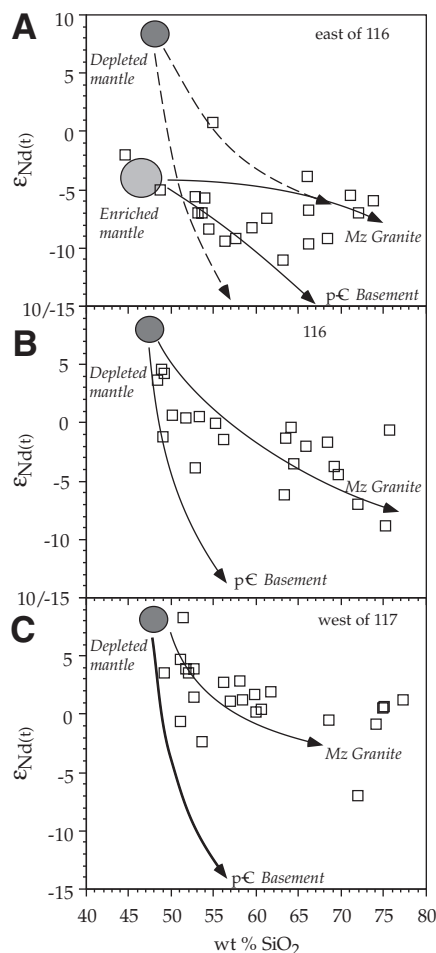 A
10
east of 116
Depleted
mantle
5
0
εNd(t)
-5
Enriched
mantle
Mz Granite
-10
p€ Basement
10/-15
B
116
5
Depleted
mantle
0
εNd(t)
-5
Mz Granite
-10
p€ Basement
10/-15
C
west of 117
Depleted
mantle
5
0
εNd(t)
Mz Granite
-5
-10
p€ Basement
-15
40 45 50 55 60 65 70 75 80
wt % SiO2